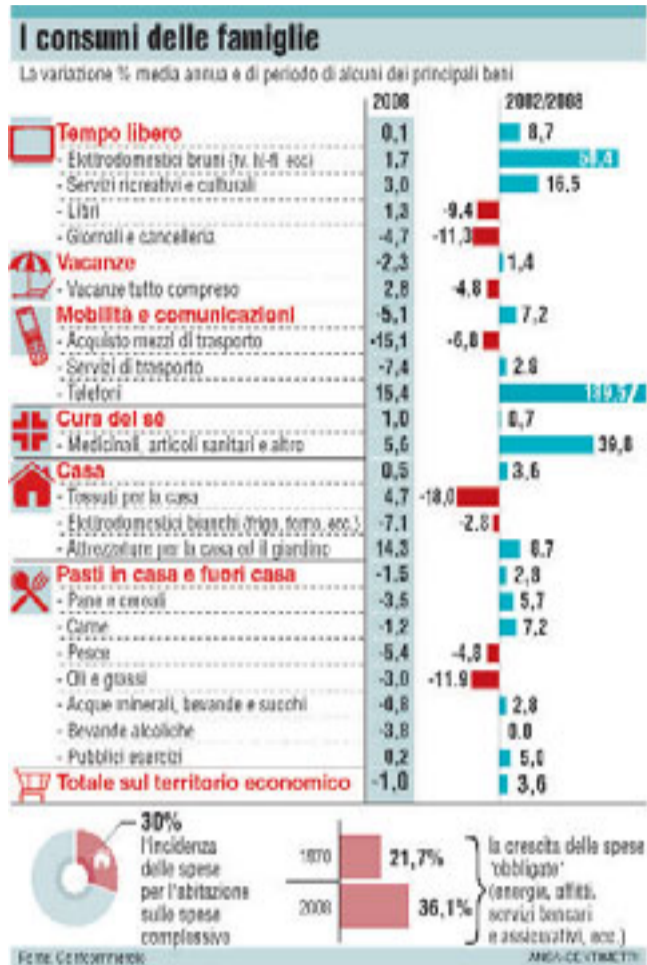 I consumi delle famiglie
La variazione % media annua e di periodo di alcuni dei principali beni
2008 2002/2008
Tempo libero 0,1 8,7
- Elettrodomestici bruni (tv, hi-fi ecc) 1,7
- Servizi ricreativi e culturali 3,0 16,5
- Libri 1,3 -9,4
- Giornali e cancelleria -4,7 -11,3
Vacanze -2,3 1,4
- Vacanze tutto compreso 2,8 -4,8
Mobilità e comunicazioni -5,1 7,2
- Acquisto mezzi di trasporto -15,1
- Servizi di trasporto -7,4 2,8
- Telefoni 15,4
Cura del sé 1,0 0,7
- Medicinali, articoli sanitari e altro 39,8
Casa 0,5 3,6
- Tessuti per la casa 4,7 -18,0
- Elettrodomestici bianchi (frigo, forno, ecc.) -7,1 -2,8
- Attrezzature per la casa ed il giardino 14,3
Pasti in casa e fuori casa -1,5 2,8
- Pane e cereali -3,5 5,7
- Carne -1,2 7,2
- Pesce -5,4 -4,8
- Oli e grassi -3,0 -11,9
- Acque minerali, bevande e succhi 2,8
- Bevande alcoliche -3,8 0,0
- Pubblici esercizi 0,2 5,0
Totale sul territorio economico -1,0 3,6
30%
l'incidenza
delle spese
per l'abitazione
sulle spese
complessive
1970 21,7%
2008 36,1%
la crescita delle spese
"obbligate"
(energia, affitti,
servizi bancari
e assicurativi, ecc.)
Fonte: Confcommercio ANSA-CENTIMETRI